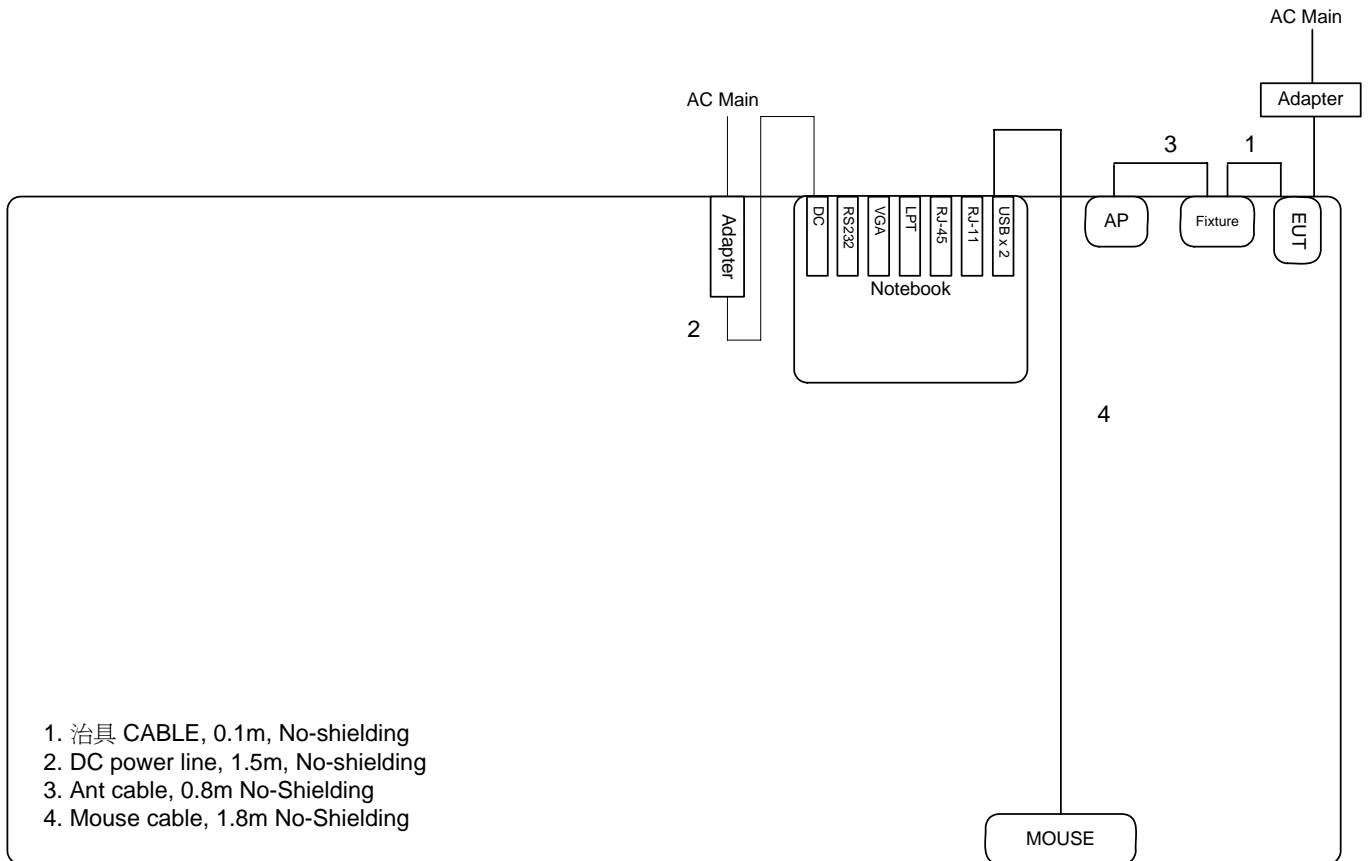 AC Main
Adapter
AC Main
3
1
Adapter
DC
RS232
VGA
LPT
RJ-45
RJ-11
USB x 2
Notebook
AP
Fixture
EUT
2
4
1. 治具 CABLE, 0.1m, No-shielding
2. DC power line, 1.5m, No-shielding
3. Ant cable, 0.8m No-Shielding
4. Mouse cable, 1.8m No-Shielding
MOUSE